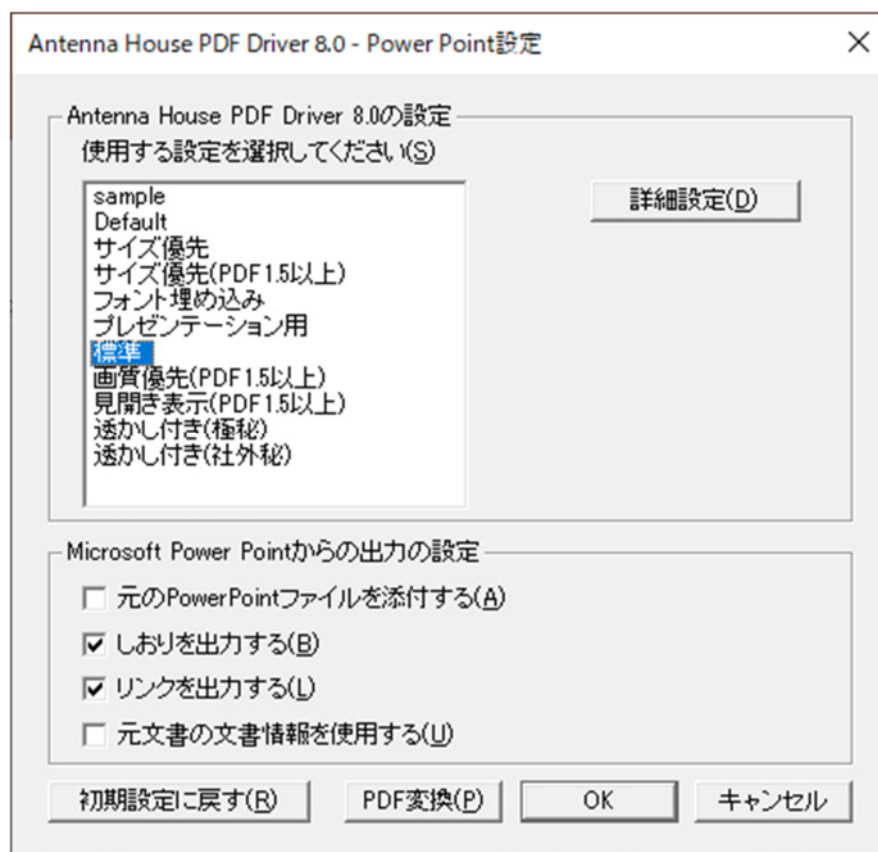 Antenna House PDF Driver 8.0 - Power Point設定
Antenna House PDF Driver 8.0の設定
使用する設定を選択してください(S)
sample
詳細設定(D)
Default
サイズ優先
サイズ優先(PDF1.5以上)
フォント埋め込み
プレゼンテーション用
標準
画質優先(PDF1.5以上)
見開き表示(PDF1.5以上)
透かし付き(極秘)
透かし付き(社外秘)
Microsoft Power Pointからの出力の設定
元のPowerPointファイルを添付する(A)
しおりを出力する(B)
リンクを出力する(L)
元文書の文書情報を使用する(U)
初期設定に戻す(R)
PDF変換(P)
OK
キャンセル